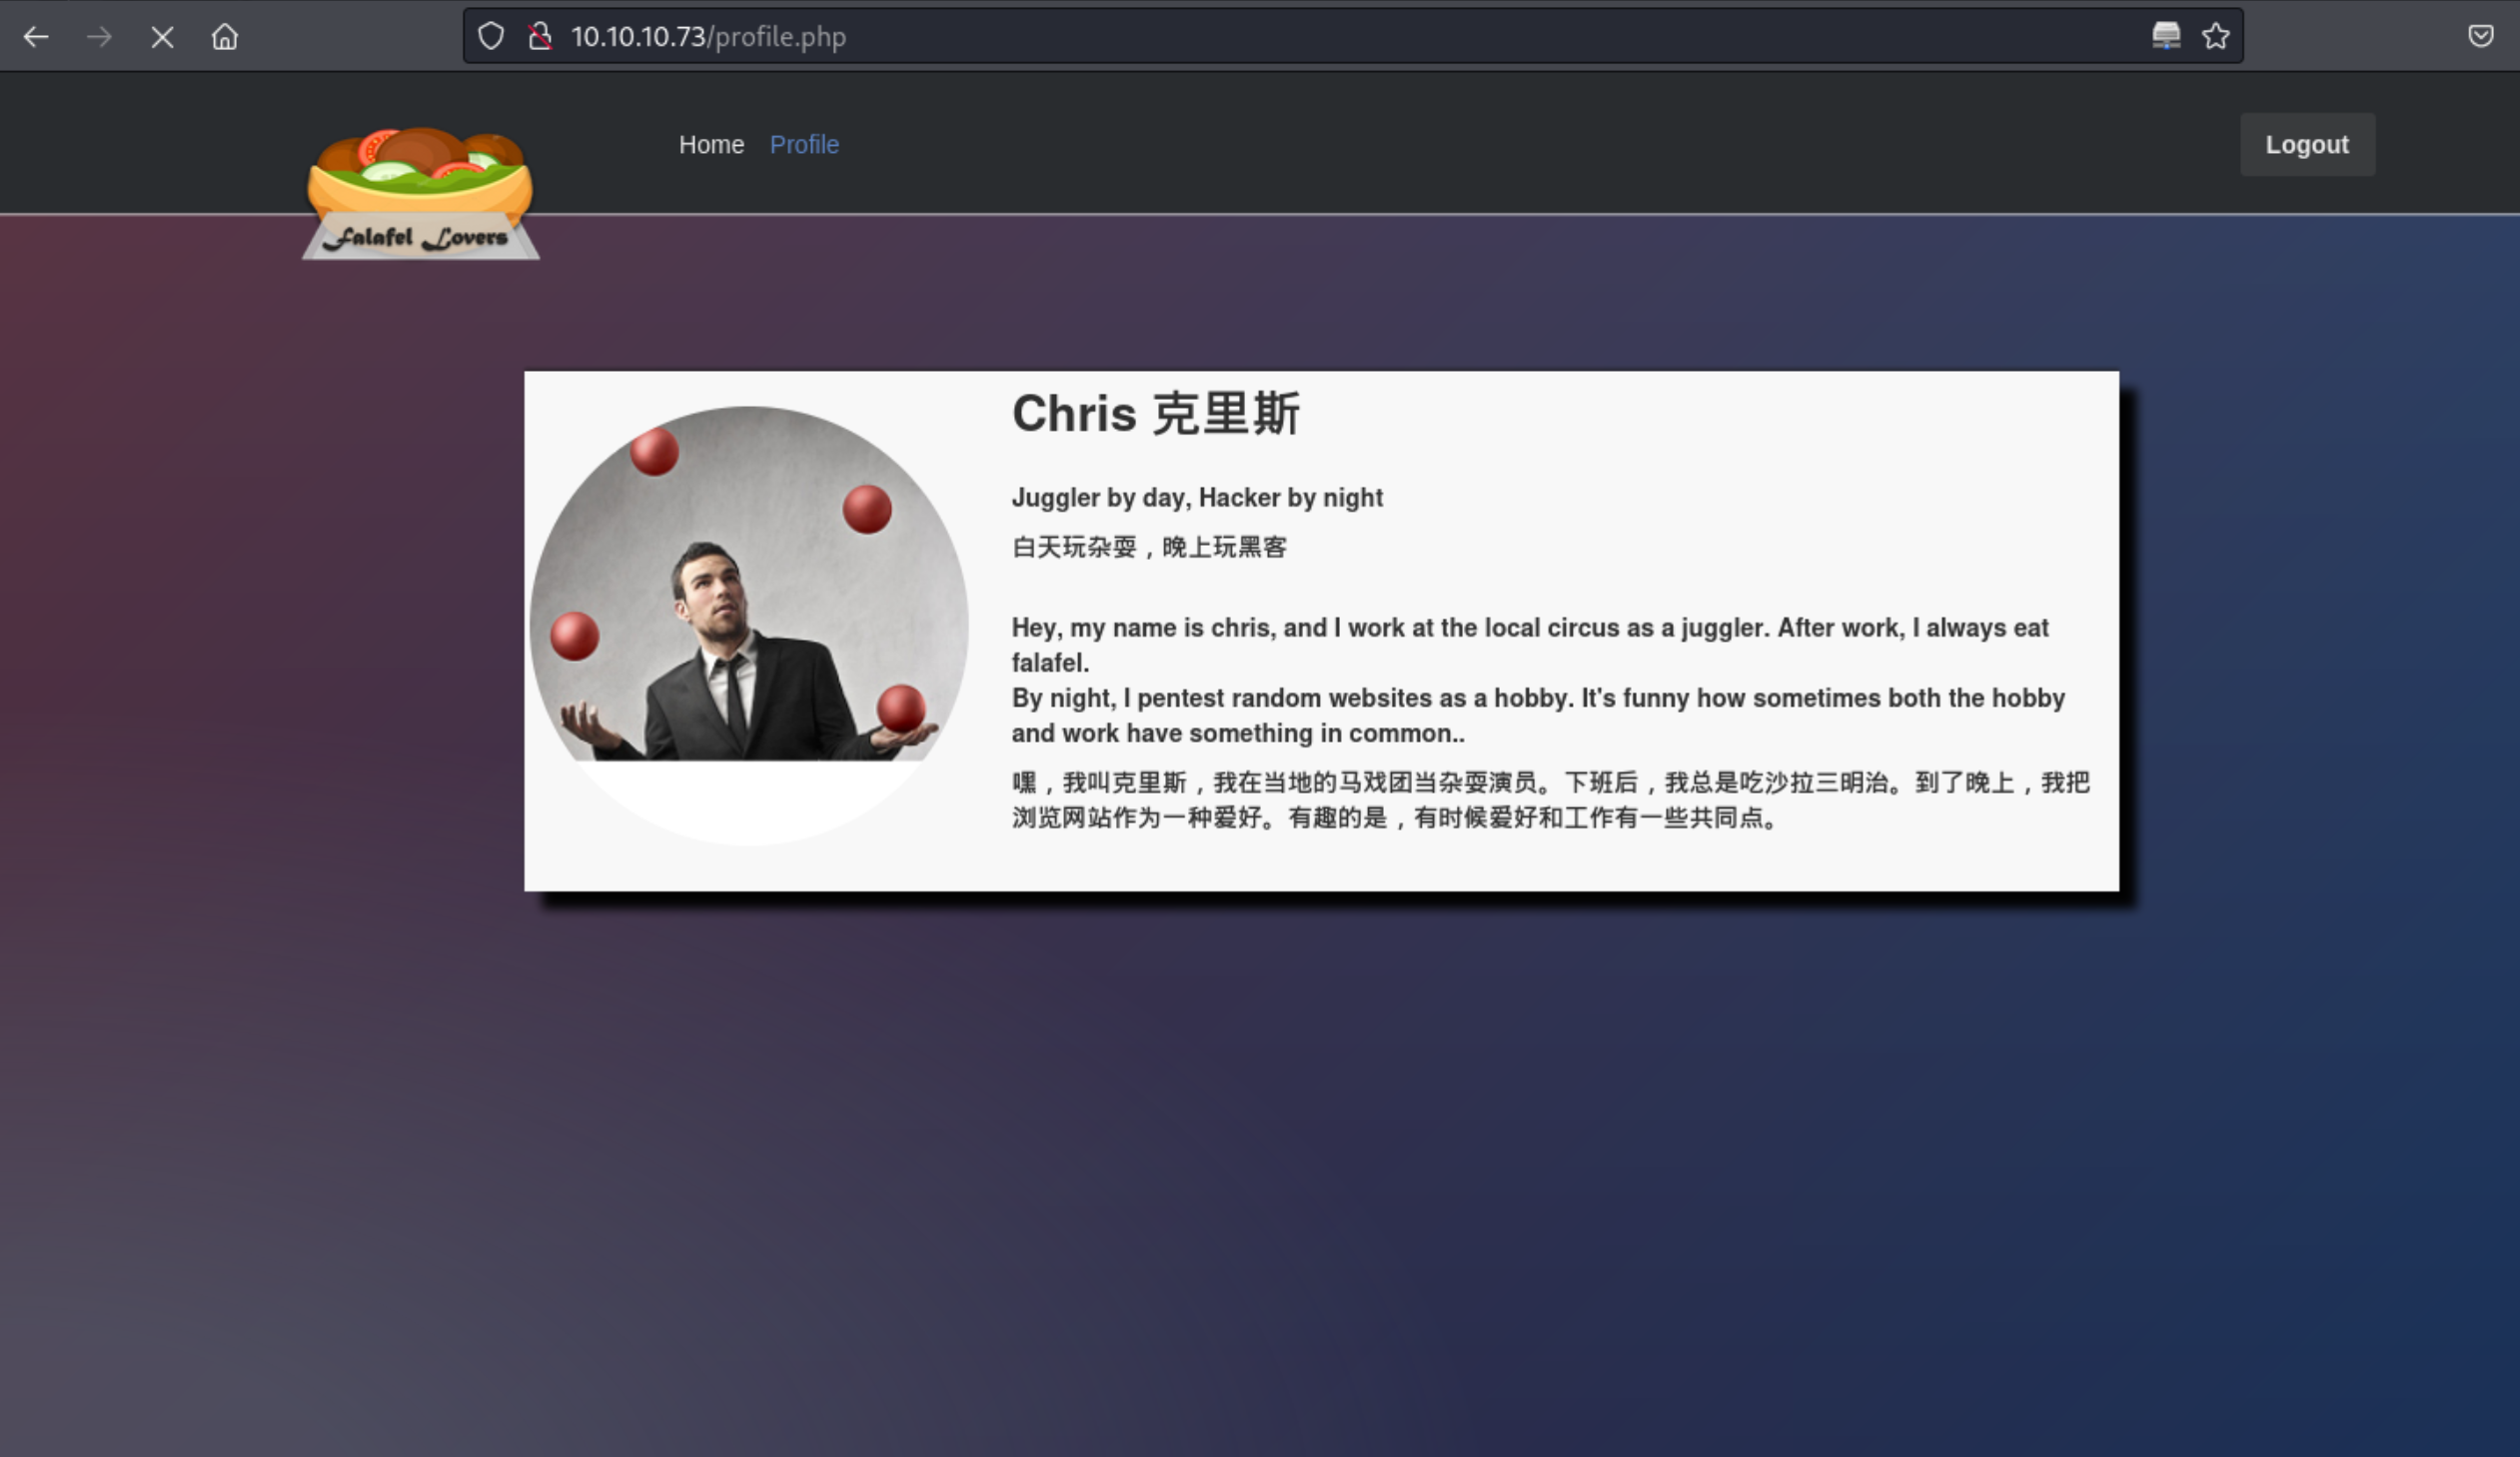 10.10.10.73/profile.php
Home Profile
Logout
Falafel Lovers
Chris 克里斯
Juggler by day, Hacker by night
白天玩杂耍，晚上玩黑客
Hey, my name is chris, and I work at the local circus as a juggler. After work, I always eat
falafel.
By night, I pentest random websites as a hobby. It's funny how sometimes both the hobby
and work have something in common..
嘿，我叫克里斯，我在当地的马戏团当杂耍演员。下班后，我总是吃沙拉三明治。到了晚上，我把
浏览网站作为一种爱好。有趣的是，有时候爱好和工作有一些共同点。